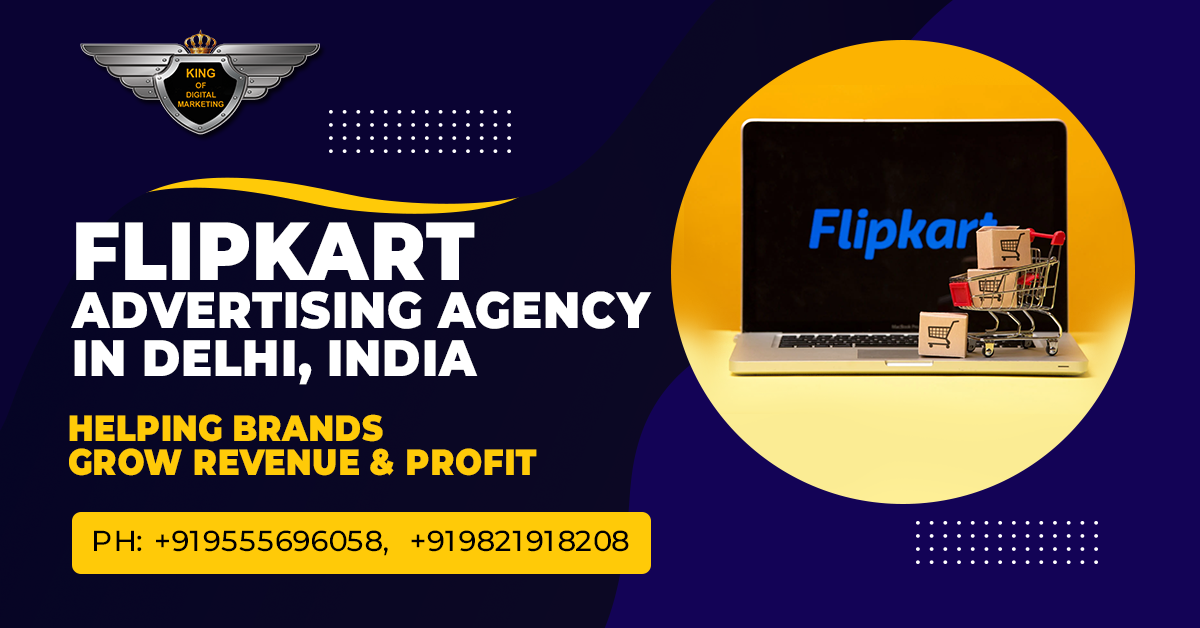 KING
OF
DIGITAL
MARKETING
FLIPKART
ADVERTISING AGENCY
IN DELHI, INDIA
HELPING BRANDS
GROW REVENUE & PROFIT
PH: +919555696058, +919821918208
Flipkart